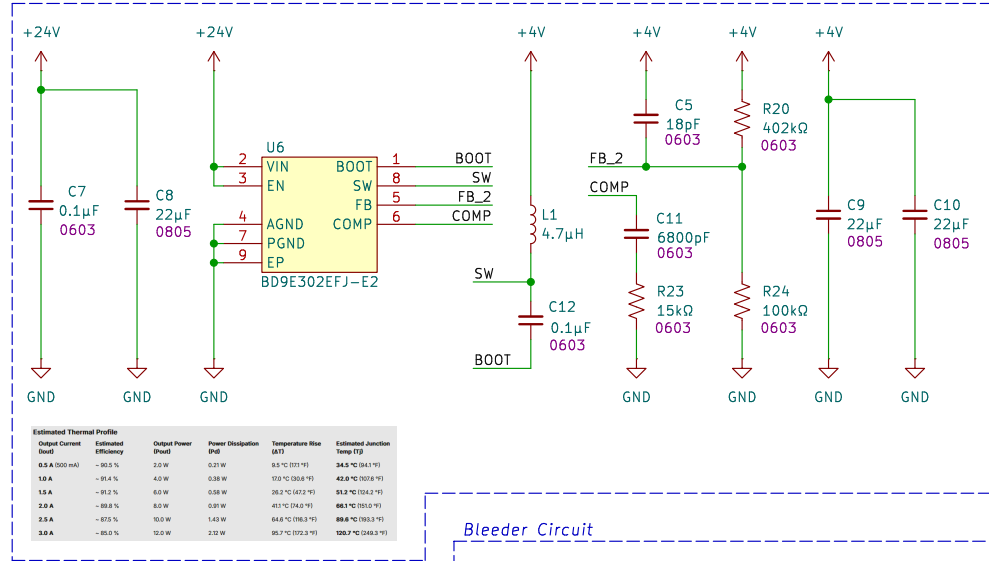 +24V
+24V
+4V
+4V
+4V
+4V
C5
18pF
0603
R20
402kΩ
0603
U6
2
VIN
3
EN
4
AGND
7
PGND
9
EP
BOOT
1
BOOT
SW
8
SW
FB
5
FB_2
COMP
6
COMP
BD9E302EFJ-E2
FB_2
COMP
C7
0.1µF
0603
C8
22µF
0805
L1
4.7µH
SW
C12
0.1µF
0603
BOOT
C11
6800pF
0603
R23
15kΩ
0603
R24
100kΩ
0603
C9
22µF
0805
C10
22µF
0805
GND
GND
GND
GND
GND
GND
GND
Estimated Thermal Profile
Output Current (Iout) Estimated Efficiency Output Power (Pout) Power Dissipation (Pd) Temperature Rise (ΔT) Estimated Junction Temp (Tj)
0.5 A (500 mA) ~ 90.5 % 2.0 W 0.21 W 9.5 °C (17.1 °F) 34.5 °C (94.1 °F)
1.0 A ~ 91.4 % 4.0 W 0.38 W 17.0 °C (30.6 °F) 42.0 °C (107.6 °F)
1.5 A ~ 91.2 % 6.0 W 0.58 W 26.2 °C (47.2 °F) 51.2 °C (124.2 °F)
2.0 A ~ 89.8 % 8.0 W 0.91 W 41.1 °C (74.0 °F) 66.1 °C (151.0 °F)
2.5 A ~ 87.5 % 10.0 W 1.43 W 64.6 °C (116.3 °F) 89.6 °C (193.3 °F)
3.0 A ~ 85.0 % 12.0 W 2.12 W 95.7 °C (172.3 °F) 120.7 °C (249.3 °F)
Bleeder Circuit